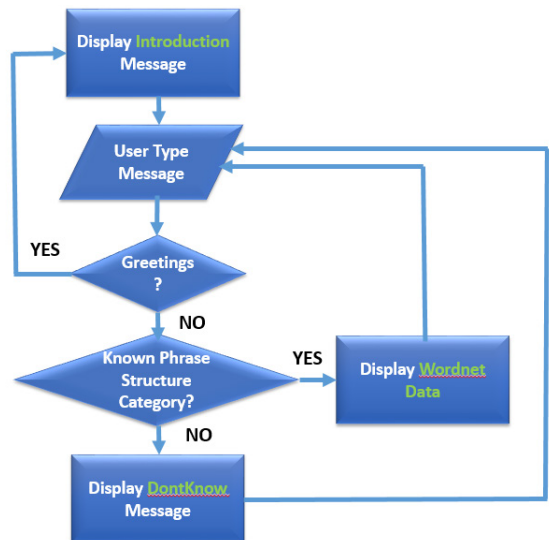 Display Introduction
Message
User Type
Message
YES
Greetings
?
NO
Known Phrase
Structure
Category?
YES
Display Wordnet
Data
NO
Display DontKnow
Message